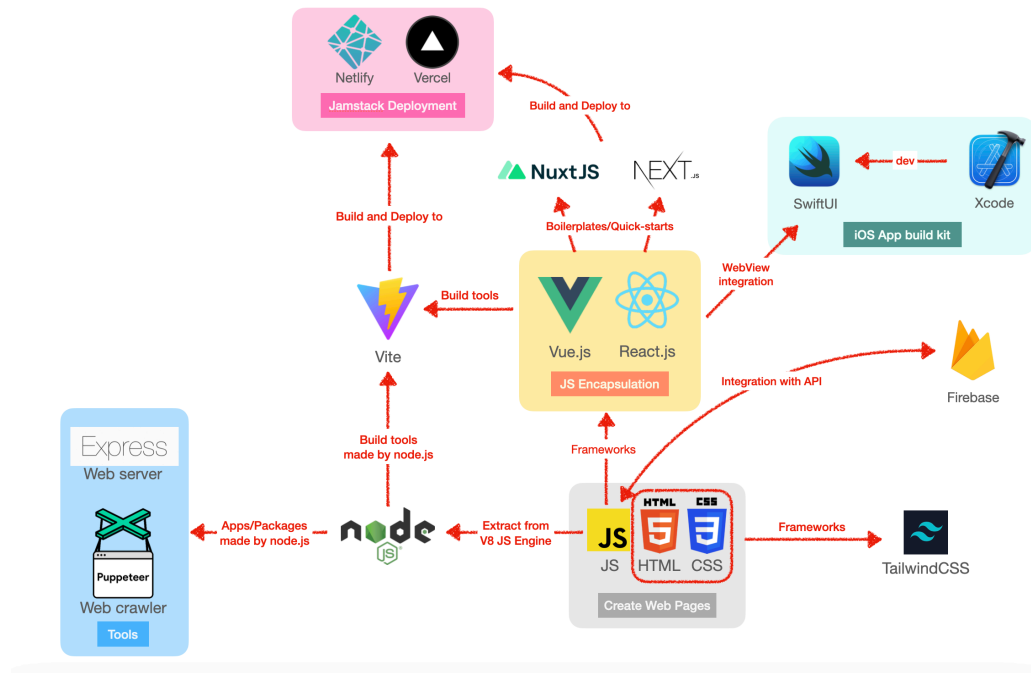 Netlify
Vercel
Jamstack Deployment
Build and Deploy to
NuxtJS
NEXT.JS
SwiftUI
dev
Xcode
iOS App build kit
Build and Deploy to
Boilerplates/Quick-starts
WebView
integration
Build tools
Vite
Vue.js
React.js
JS Encapsulation
Integration with API
Firebase
Build tools
made by node.js
Frameworks
Express
Web server
Apps/Packages
made by node.js
node
JS
Extract from
V8 JS Engine
JS
HTML
5
CSS
3
Frameworks
JS
HTML
CSS
TailwindCSS
Puppeteer
Web crawler
Create Web Pages
Tools